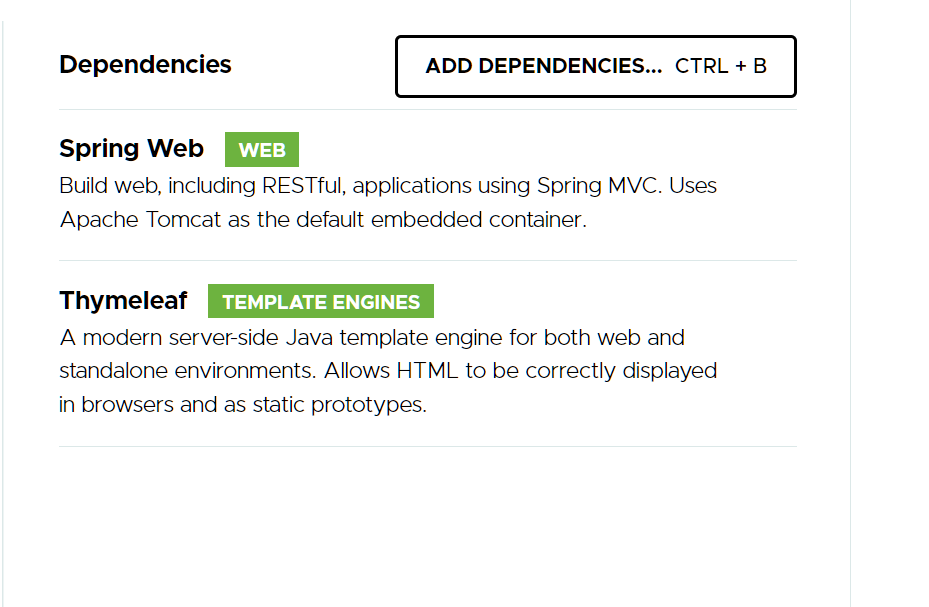 Dependencies
ADD DEPENDENCIES... CTRL + B
Spring Web WEB
Build web, including RESTful, applications using Spring MVC. Uses
Apache Tomcat as the default embedded container.
Thymeleaf TEMPLATE ENGINES
A modern server-side Java template engine for both web and
standalone environments. Allows HTML to be correctly displayed
in browsers and as static prototypes.